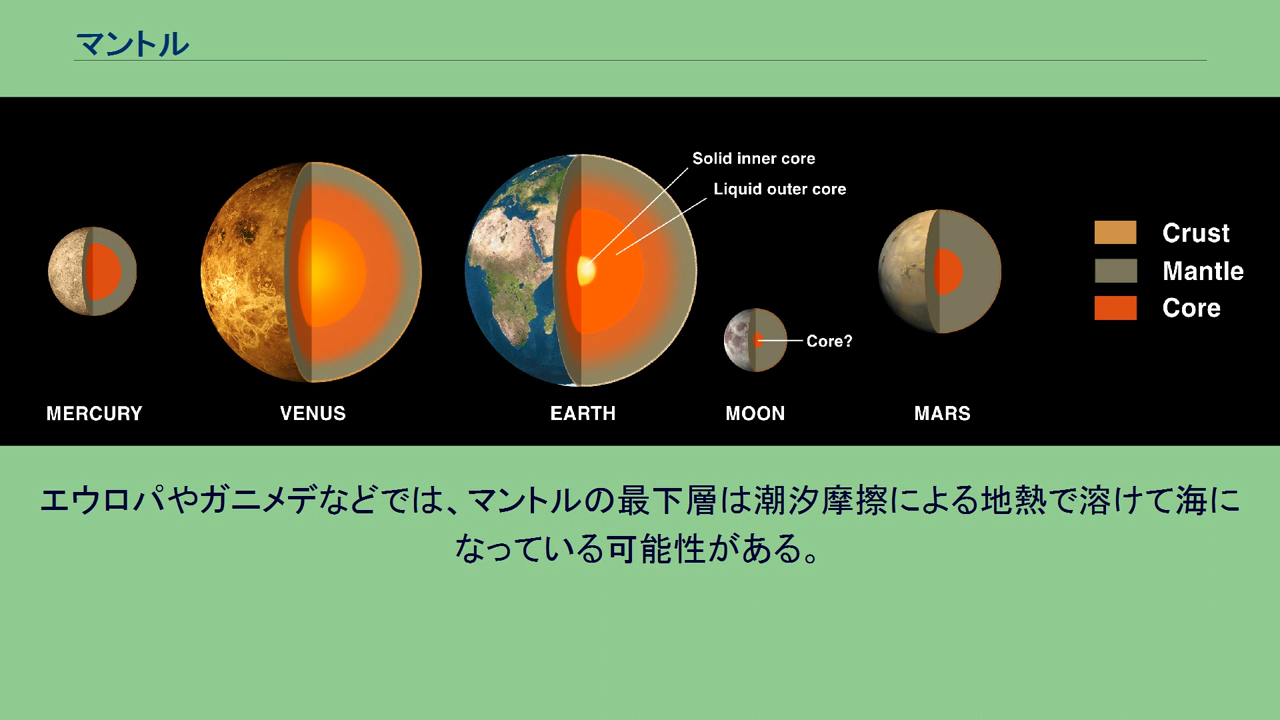 マントル
Solid inner core
Liquid outer core
Crust
Mantle
Core
Core?
MERCURY
VENUS
EARTH
MOON
MARS
エウロパやガニメデなどでは、マントルの最下層は潮汐摩擦による地熱で溶けて海に
なっている可能性がある。